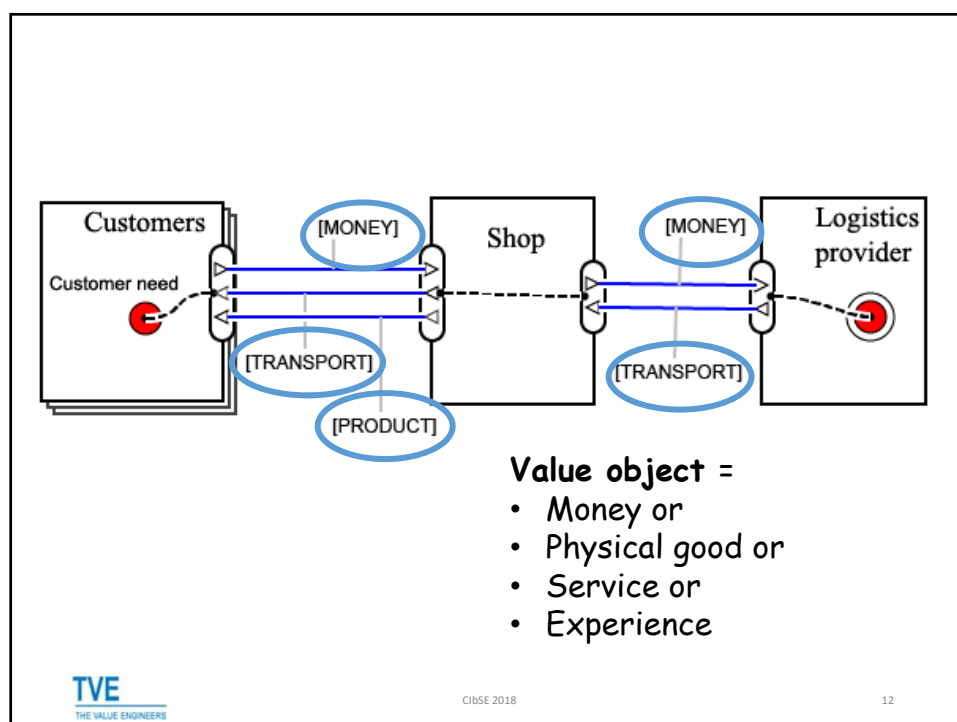 Customers
Customer need
[MONEY]
[TRANSPORT]
[PRODUCT]
Shop
[MONEY]
[TRANSPORT]
Logistics
provider
Value object =
• Money or
• Physical good or
• Service or
• Experience
TVE
THE VALUE ENGINEERS
CIbSE 2018
12